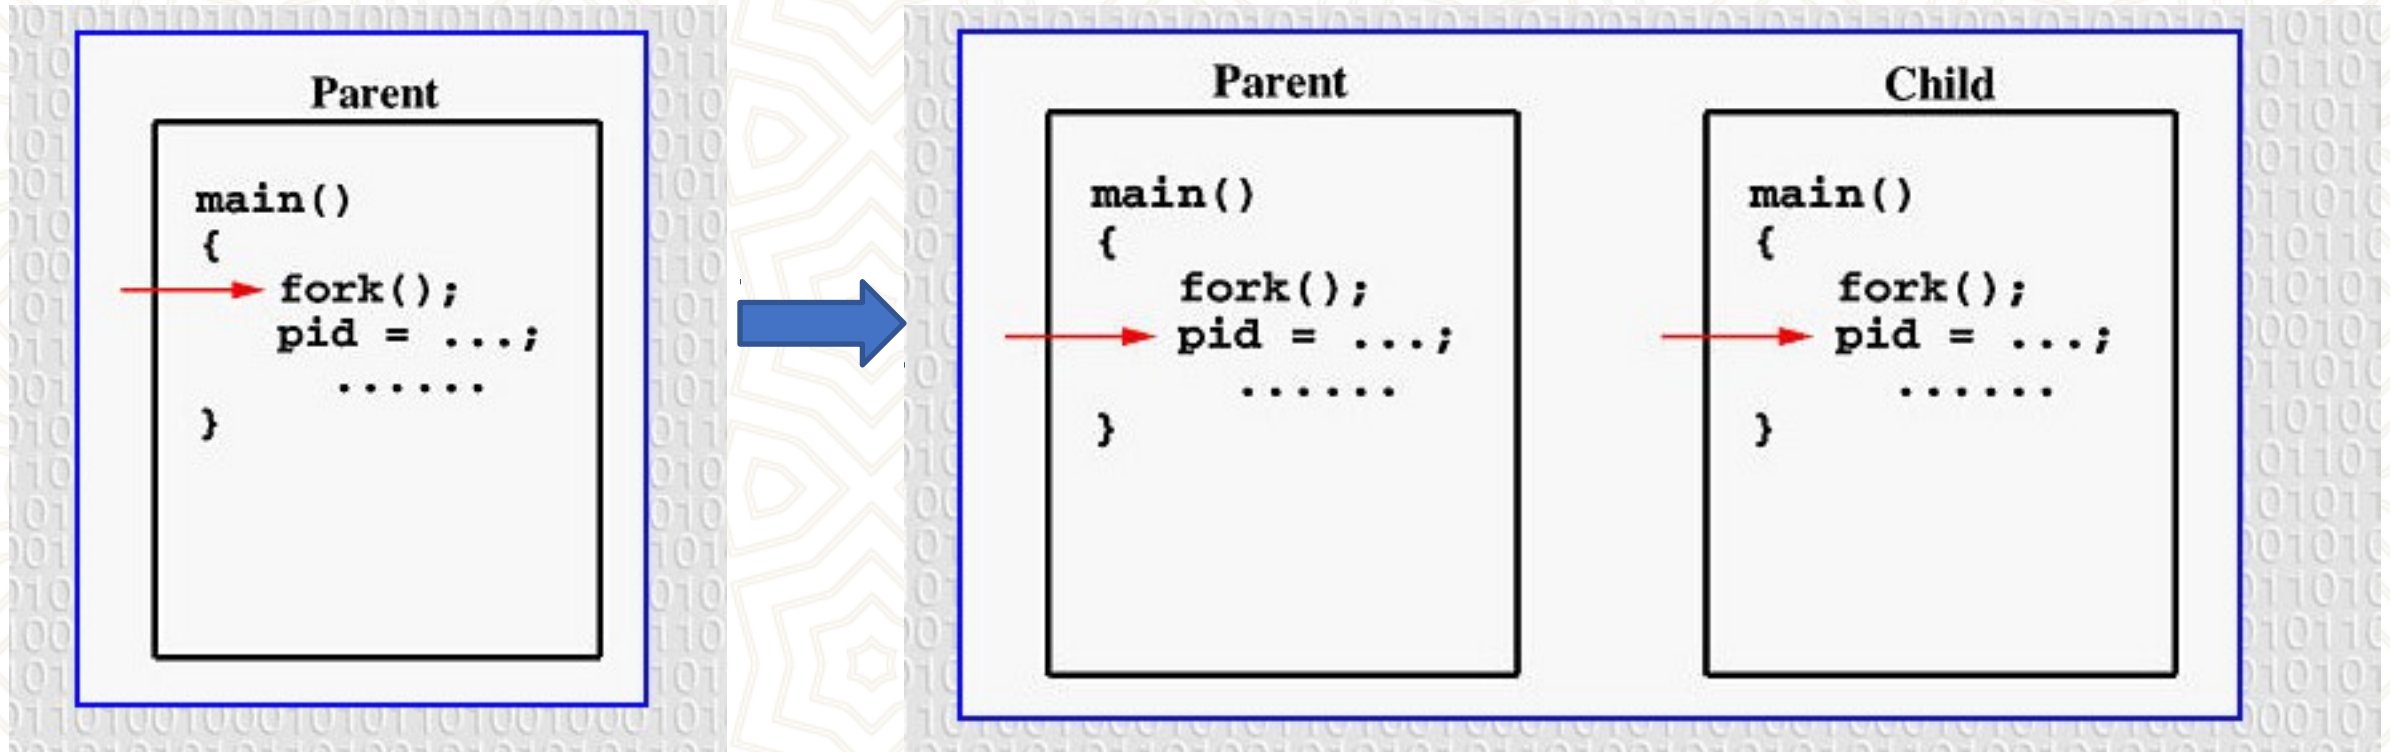 Parent
main()
{
fork();
pid = ...;
......
}
Parent
main()
{
fork();
pid = ...;
......
}
Child
main()
{
fork();
pid = ...;
......
}